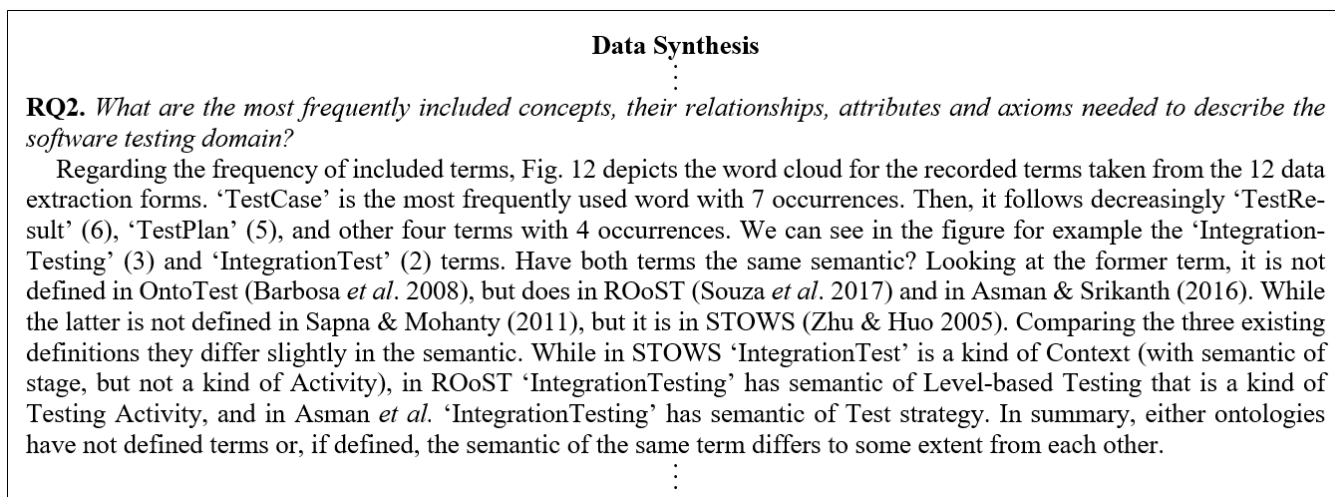 Data Synthesis
RQ2. What are the most frequently included concepts, their relationships, attributes and axioms needed to describe the
software testing domain?
Regarding the frequency of included terms, Fig. 12 depicts the word cloud for the recorded terms taken from the 12 data
extraction forms. ‘TestCase’ is the most frequently used word with 7 occurrences. Then, it follows decreasingly ‘TestRe-
sult’ (6), ‘TestPlan’ (5), and other four terms with 4 occurrences. We can see in the figure for example the ‘Integration-
Testing’ (3) and ‘IntegrationTest’ (2) terms. Have both terms the same semantic? Looking at the former term, it is not
defined in OntoTest (Barbosa et al. 2008), but does in ROoST (Souza et al. 2017) and in Asman & Srikanth (2016). While
the latter is not defined in Sapna & Mohanty (2011), but it is in STOWS (Zhu & Huo 2005). Comparing the three existing
definitions they differ slightly in the semantic. While in STOWS ‘IntegrationTest’ is a kind of Context (with semantic of
stage, but not a kind of Activity), in ROoST ‘IntegrationTesting’ has semantic of Level-based Testing that is a kind of
Testing Activity, and in Asman et al. ‘IntegrationTesting’ has semantic of Test strategy. In summary, either ontologies
have not defined terms or, if defined, the semantic of the same term differs to some extent from each other.